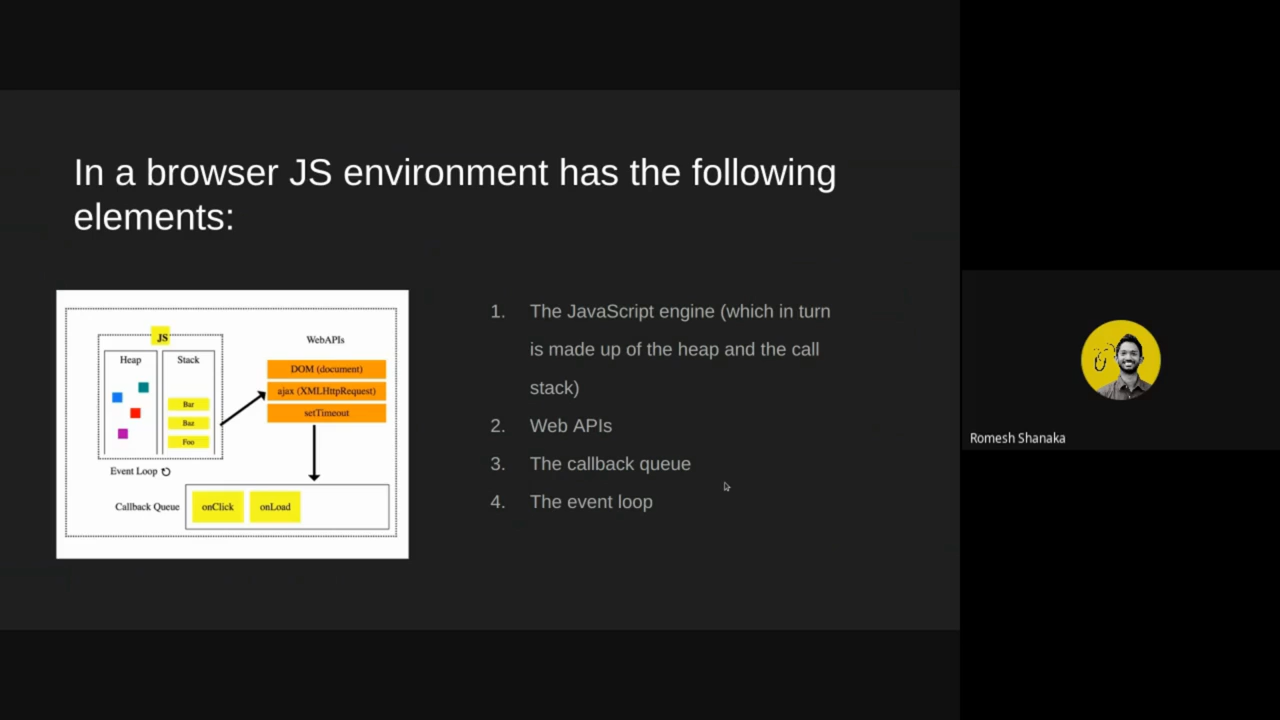 In a browser JS environment has the following
elements:
JS
Heap
Stack
Bar
Baz
Foo
Event Loop
WebAPIs
DOM (document)
ajax (XMLHttpRequest)
setTimeout
Callback Queue
onClick
onLoad
1. The JavaScript engine (which in turn
is made up of the heap and the call
stack)
2. Web APIs
3. The callback queue
4. The event loop
Romesh Shanaka